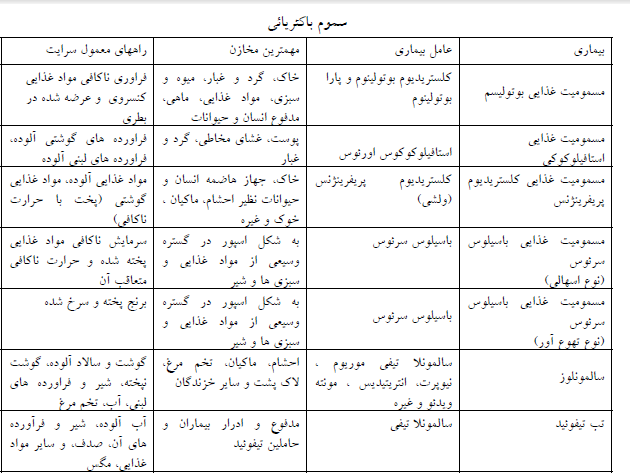 سموم باکتریائی
بیماری
عامل بیماری
مهمترین مخازن
راههای معمول سرایت
مسمومیت غذایی بوتولیسم
کلستریدیوم بوتولینوم و پارا
بوتولینوم
خاک، گرد و غبار، میوه و
سبزی، مواد غذایی، ماهی،
مدفوع انسان و حیوانات
فراوری ناکافی مواد غذایی
کنسروی و عرضه شده در
بطری
مسمومیت غذایی
استافیلوکوکی
استافیلوکوکوس اورئوس
پوست، غشای مخاطی، گرد و
غبار
فراورده های گوشتی آلوده،
فراورده های لبنی آلوده
مسمومیت غذایی کلستریدیوم
پریفرینژنس
کلستریدیوم پریفرینژنس
(ولشی)
خاک، جهاز هاضمه انسان و
حیوانات نظیر احشام، ماکیان ،
خوک و غیره
مواد غذایی آلوده، مواد غذایی
گوشتی (پخت با حرارت
ناکافی)
مسمومیت غذایی باسیلوس
سرئوس
(نوع اسهالی)
باسیلوس سرئوس
به شکل اسپور در گستره
وسیعی از مواد غذایی و
سبزی ها و شیر
سرمایش ناکافی مواد غذایی
پخته شده و حرارت ناکافی
متعاقب آن
مسمومیت غذایی باسیلوس
سرئوس
(نوع تهوع آور)
باسیلوس سرئوس
به شکل اسپور در گستره
وسیعی از مواد غذایی و
سبزی ها و شیر
برنج پخته و سرخ شده
سالمونلوز
سالمونلا تیفی موریوم ،
نیوپرت، انتریتیدیس ، مونته
ویدئو و غیره
احشام، ماکیان، تخم مرغ،
لاک پشت و سایر خزندگان
گوشت و سالاد آلوده، گوشت
نپخته، شیر و فراورده های
لبنی، آب، تخم مرغ
تب تیفوئید
سالمونلا تیفی
مدفوع و ادرار بیماران و
حاملین تیفوئید
آب آلوده، شیر و فرآورده
های آن، صدف، و سایر مواد
غذایی، مگس